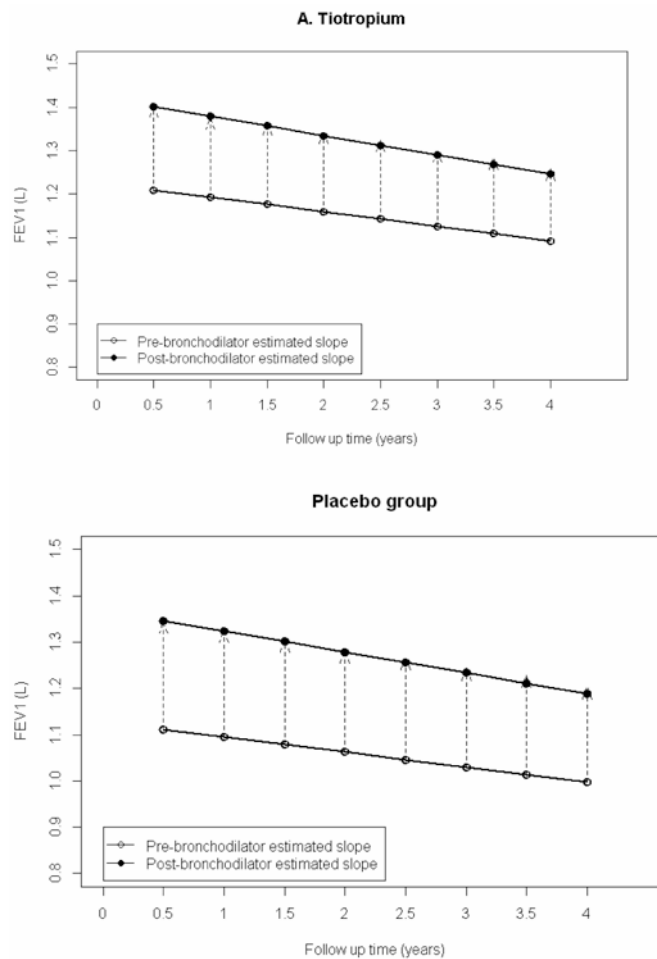 A. Tiotropium
FEV1 (L)
1.5
1.4
1.3
1.2
1.1
1.0
0.9
0.8
Pre-bronchodilator estimated slope
Post-bronchodilator estimated slope
0 0.5 1 1.5 2 2.5 3 3.5 4
Follow up time (years)
Placebo group
FEV1 (L)
1.5
1.4
1.3
1.2
1.1
1.0
0.9
0.8
Pre-bronchodilator estimated slope
Post-bronchodilator estimated slope
0 0.5 1 1.5 2 2.5 3 3.5 4
Follow up time (years)